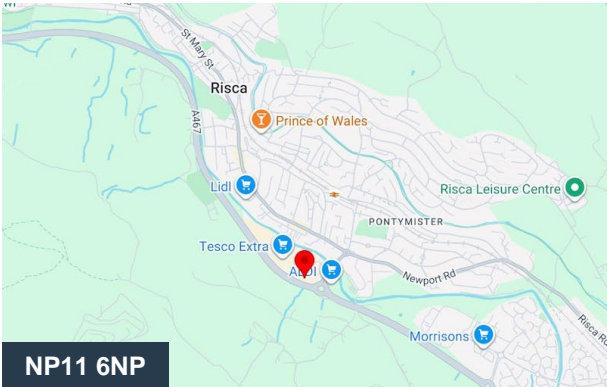 St Mary St
Risca
A467
Prince of Wales
Lidl
Risca Leisure Centre
PONTYMISTER
Tesco Extra
ALDI
Newport Rd
Morrisons
Risca Rd
NP11 6NP